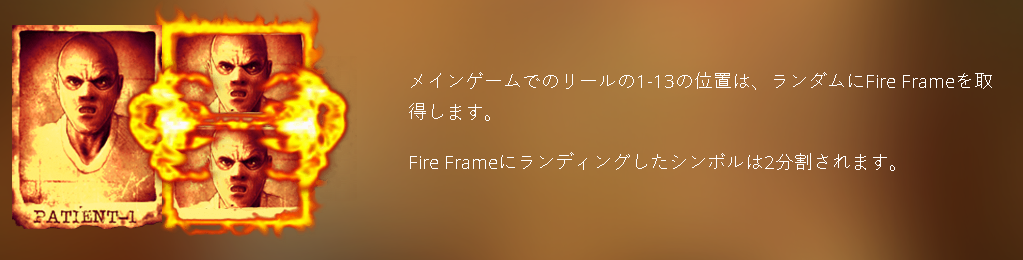 メインゲームでのリールの1-13の位置は、ランダムにFire Frameを取
得します。
Fire Frameにランディングしたシンボルは2分割されます。
PATIENT-1